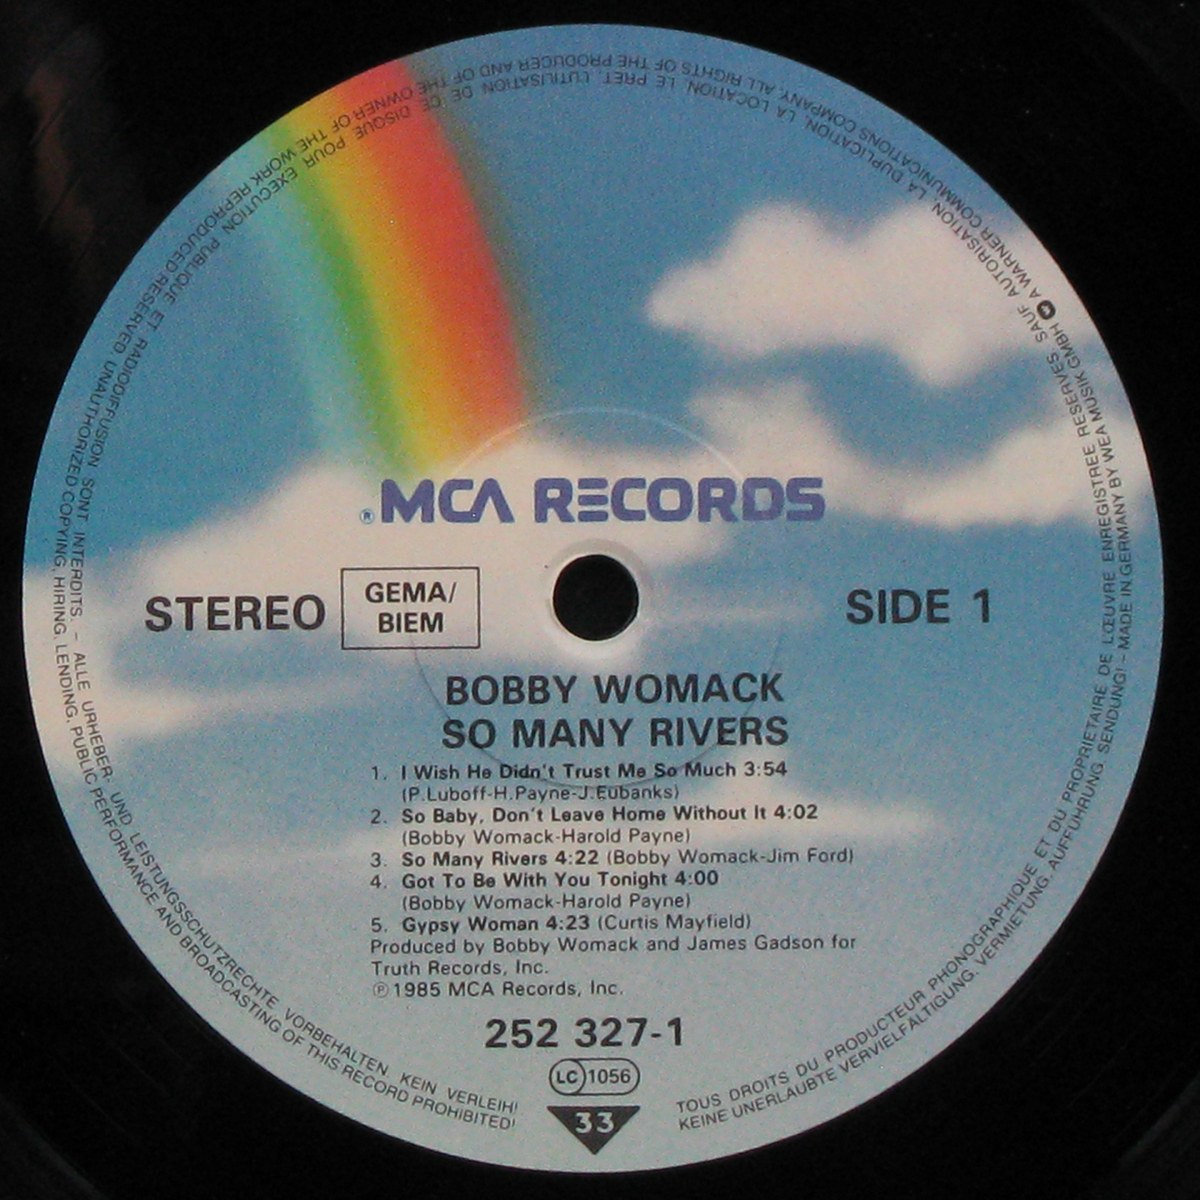 ® MCA RECORDS
STEREO
GEMA/
BIEM
SIDE 1
BOBBY WOMACK
SO MANY RIVERS
1. I Wish He Didn't Trust Me So Much 3:54
(P.Luboff-H.Payne-J.Eubanks)
2. So Baby, Don't Leave Home Without It 4:02
(Bobby Womack-Harold Payne)
3. So Many Rivers 4:22 (Bobby Womack-Jim Ford)
4. Got To Be With You Tonight 4:00
(Bobby Womack-Harold Payne)
5. Gypsy Woman 4:23 (Curtis Mayfield)
Produced by Bobby Womack and James Gadson for
Truth Records, Inc.
℗ 1985 MCA Records, Inc.
252 327-1
LC 1056
33
TOUS DROITS DU PRODUCTEUR PHONOGRAPHIQUE ET DU PROPRIETAIRE DE L'ŒUVRE ENREGISTREE RESERVES. SAUF AUTORISATION, LA DUPLICATION, LA LOCATION, LE PRET, L'UTILISATION DE CE DISQUE POUR EXECUTION PUBLIQUE ET RADIODIFFUSION SONT INTERDITS. – ALLE URHEBER- UND LEISTUNGSSCHUTZRECHTE VORBEHALTEN. KEIN VERLEIH!
KEINE UNERLAUBTE VERVIELFÄLTIGUNG, VERMIETUNG, AUFFÜHRUNG, SENDUNG! – MADE IN GERMANY BY WEA MUSIK GMBH A WARNER COMMUNICATIONS COMPANY. ALL RIGHTS OF THE PRODUCER AND OF THE OWNER OF THE WORK REPRODUCED RESERVED. UNAUTHORIZED COPYING, HIRING, LENDING, PUBLIC PERFORMANCE AND BROADCASTING OF THIS RECORD PROHIBITED!